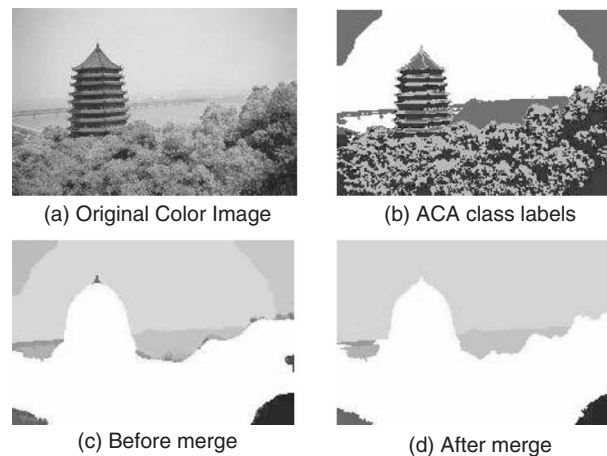 (a) Original Color Image
(b) ACA class labels
(c) Before merge
(d) After merge